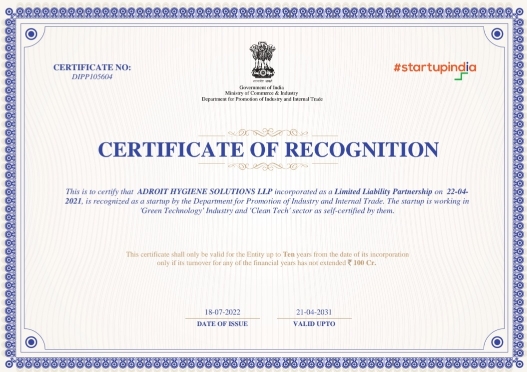 CERTIFICATE NO:
DIPP105604
#startupindia
सत्यमेव जयते
Government of India
Ministry of Commerce & Industry
Department for Promotion of Industry and Internal Trade
CERTIFICATE OF RECOGNITION
This is to certify that ADROIT HYGIENE SOLUTIONS LLP incorporated as a Limited Liability Partnership on 22-04-
2021, is recognized as a startup by the Department for Promotion of Industry and Internal Trade. The startup is working in
'Green Technology' Industry and 'Clean Tech' sector as self-certified by them.
This certificate shall only be valid for the Entity up to Ten years from the date of its incorporation
only if its turnover for any of the financial years has not extended ₹ 100 Cr.
18-07-2022
DATE OF ISSUE
21-04-2031
VALID UPTO